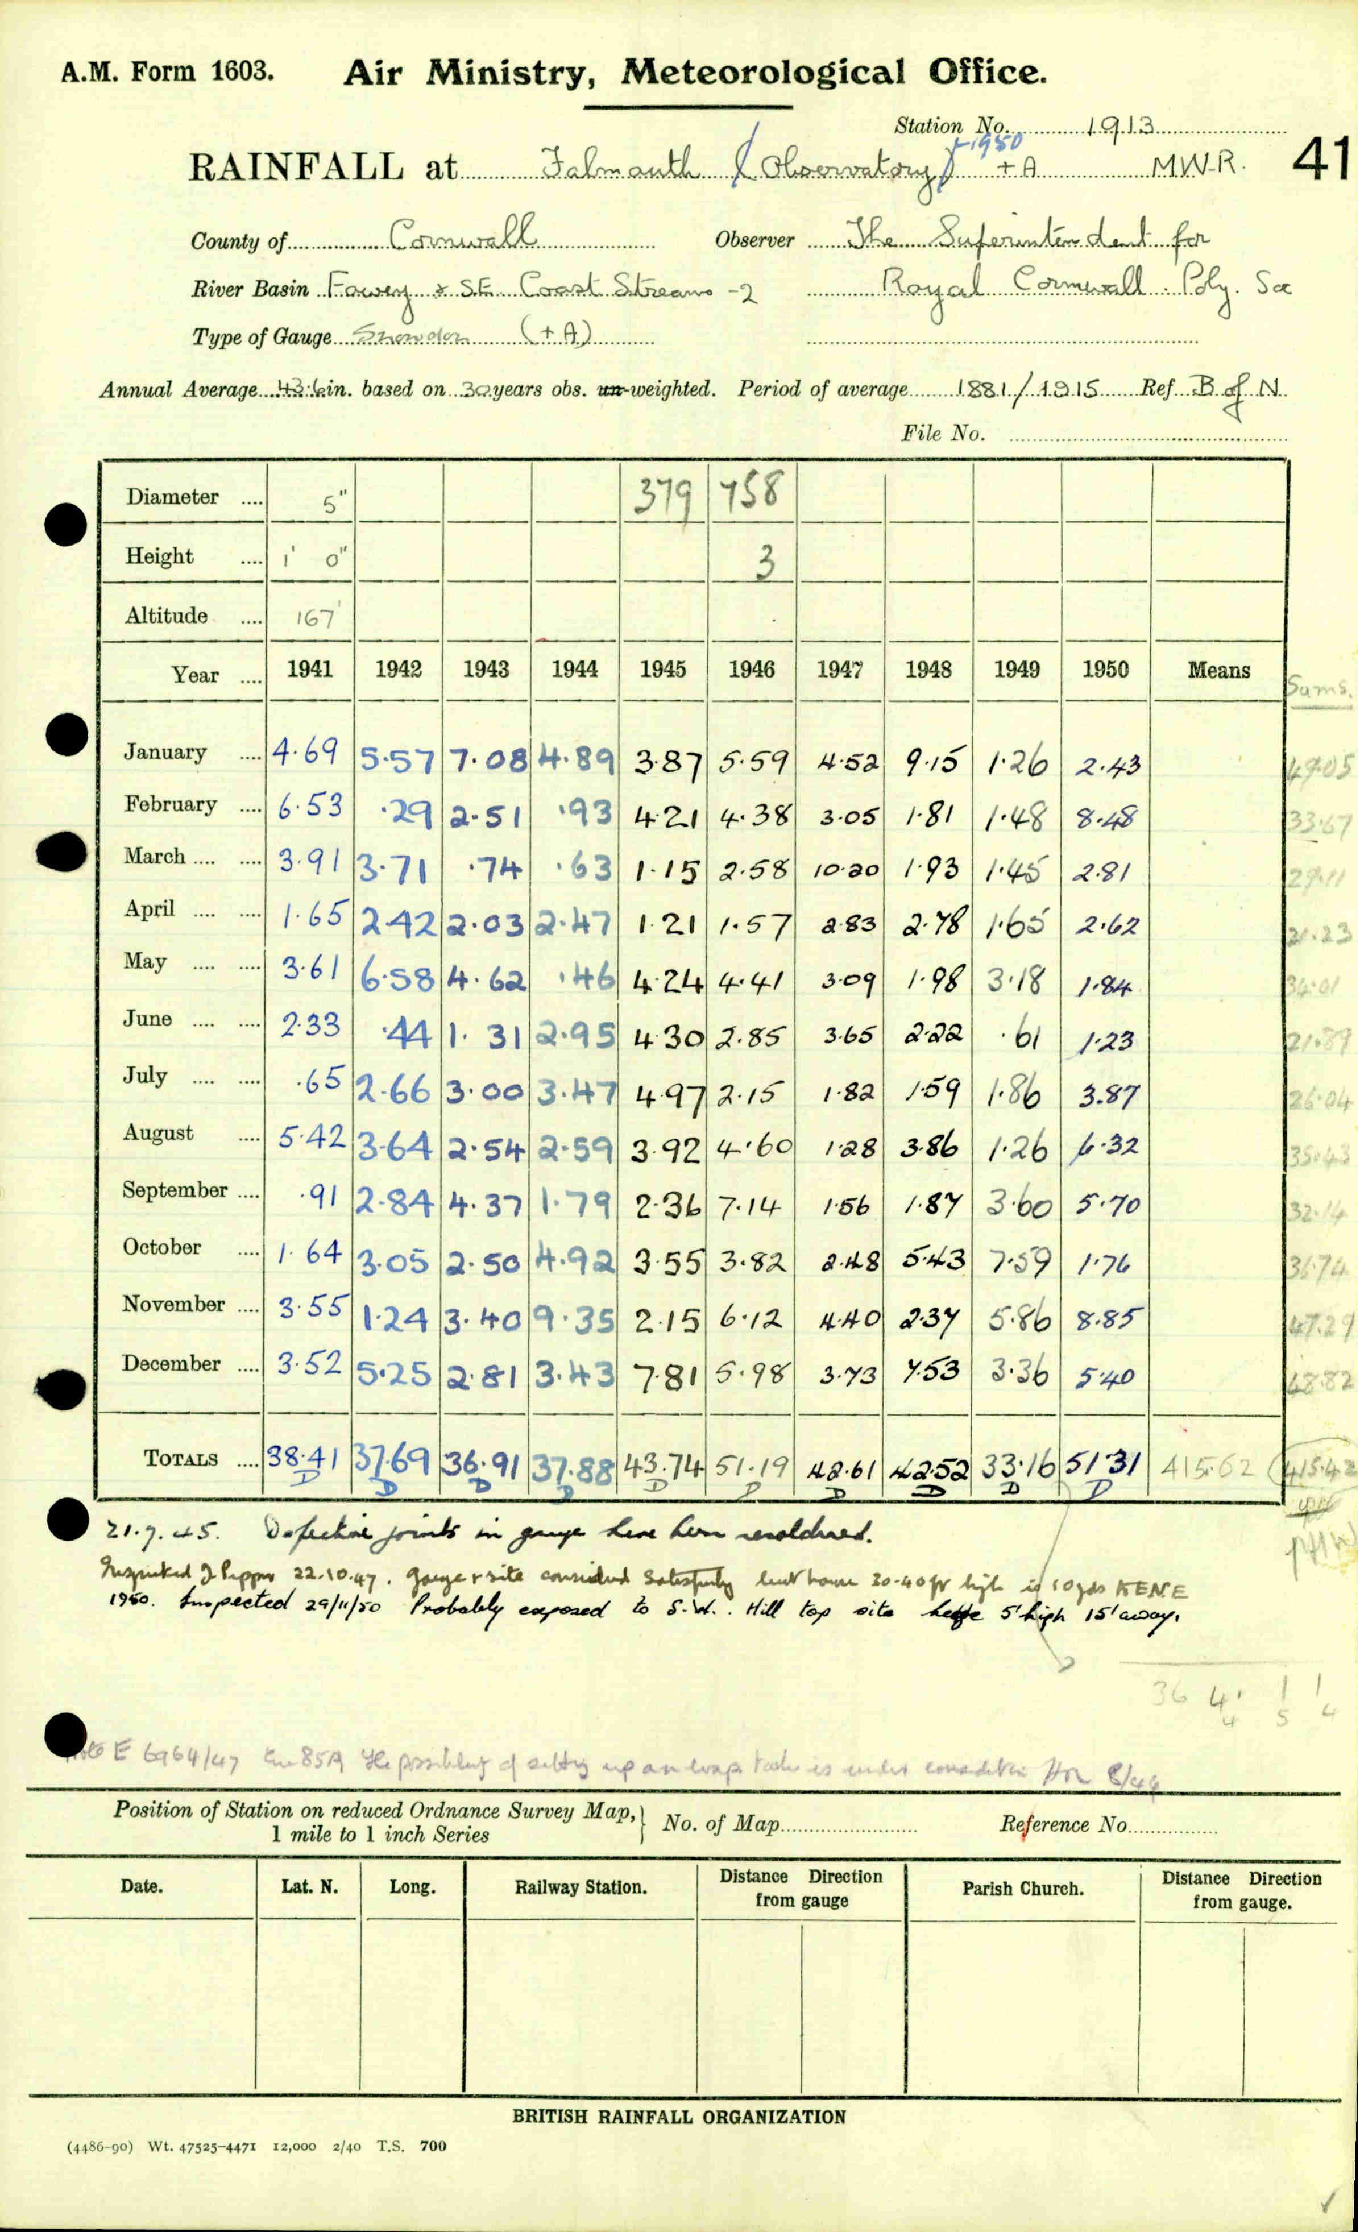 A.M. Form 1603. Air Ministry, Meteorological Office.
Station No. 1913
+1950
RAINFALL at Falmouth (Observatory) +A MW.R. 41
County of Cornwall Observer The Superintendent for
River Basin Fowey & SE Coast Streams -2 Royal Cornwall. Poly. Soc
Type of Gauge Snowdon (+A)
Annual Average 43.6 in. based on 30 years obs. un-weighted. Period of average 1881/1915 Ref. B of N
File No.
Diameter .... 5" 379 758
Height .... 1' 0" 3
Altitude .... 167'
Year .... 1941 1942 1943 1944 1945 1946 1947 1948 1949 1950 Means Sums.
January .... 4.69 5.57 7.08 4.89 3.87 5.59 4.52 9.15 1.26 2.43 49.05
February .... 6.53 .29 2.51 .93 4.21 4.38 3.05 1.81 1.48 8.48 33.67
March .... .... 3.91 3.71 .74 .63 1.15 2.58 10.20 1.93 1.45 2.81 29.11
April .... .... 1.65 2.42 2.03 2.47 1.21 1.57 2.83 2.78 1.65 2.62 21.23
May .... .... 3.61 6.58 4.62 .46 4.24 4.41 3.09 1.98 3.18 1.84 34.01
June .... .... 2.33 .44 1.31 2.95 4.30 2.85 3.65 2.22 .61 1.23 21.89
July .... .... .65 2.66 3.00 3.47 4.97 2.15 1.82 1.59 1.86 3.87 26.04
August .... 5.42 3.64 2.54 2.59 3.92 4.60 1.28 3.86 1.26 6.32 35.43
September .... .91 2.84 4.37 1.79 2.36 7.14 1.56 1.87 3.60 5.70 32.14
October .... 1.64 3.05 2.50 4.92 3.55 3.82 2.48 5.43 7.59 1.76 36.74
November .... 3.55 1.24 3.40 9.35 2.15 6.12 4.40 2.37 5.86 8.85 47.29
December .... 3.52 5.25 2.81 3.43 7.81 5.98 3.73 7.53 3.36 5.40 48.82
TOTALS .... 38.41 37.69 36.91 37.88 43.74 51.19 42.61 42.52 33.16 51.31 415.62 415.42
D D D D D D D D D D
21.7.45. Defective joints in gauge have been resoldered.
Inspected J Pepper 22.10.47. Gauge & site considered satisfactory but house 30-40 ft high is 10 yds ENE
1950. Inspected 29/11/50 Probably exposed to S.W. Hill top site hedge 5' high 15' away.
36 4 1 1
4 5 4
Note E 6964/47 the possibility of setting up an evap tank is under consideration 8/49
Position of Station on reduced Ordnance Survey Map, } No. of Map Reference No.
1 mile to 1 inch Series
Date. Lat. N. Long. Railway Station. Distance Direction from gauge Parish Church. Distance Direction from gauge.
BRITISH RAINFALL ORGANIZATION
(4486-90) Wt. 47525-4471 12,000 2/40 T.S. 700